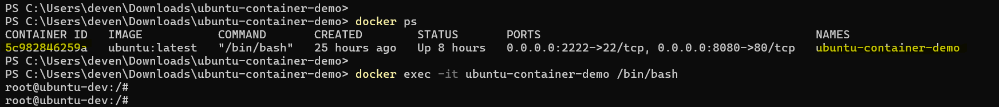 PS C:\Users\deven\Downloads\ubuntu-container-demo>
PS C:\Users\deven\Downloads\ubuntu-container-demo> docker ps
CONTAINER ID   IMAGE           COMMAND       CREATED        STATUS       PORTS                                        NAMES
5c982846259a   ubuntu:latest   "/bin/bash"   25 hours ago   Up 8 hours   0.0.0.0:2222->22/tcp, 0.0.0.0:8080->80/tcp   ubuntu-container-demo
PS C:\Users\deven\Downloads\ubuntu-container-demo>
PS C:\Users\deven\Downloads\ubuntu-container-demo> docker exec -it ubuntu-container-demo /bin/bash
root@ubuntu-dev:/#
root@ubuntu-dev:/#